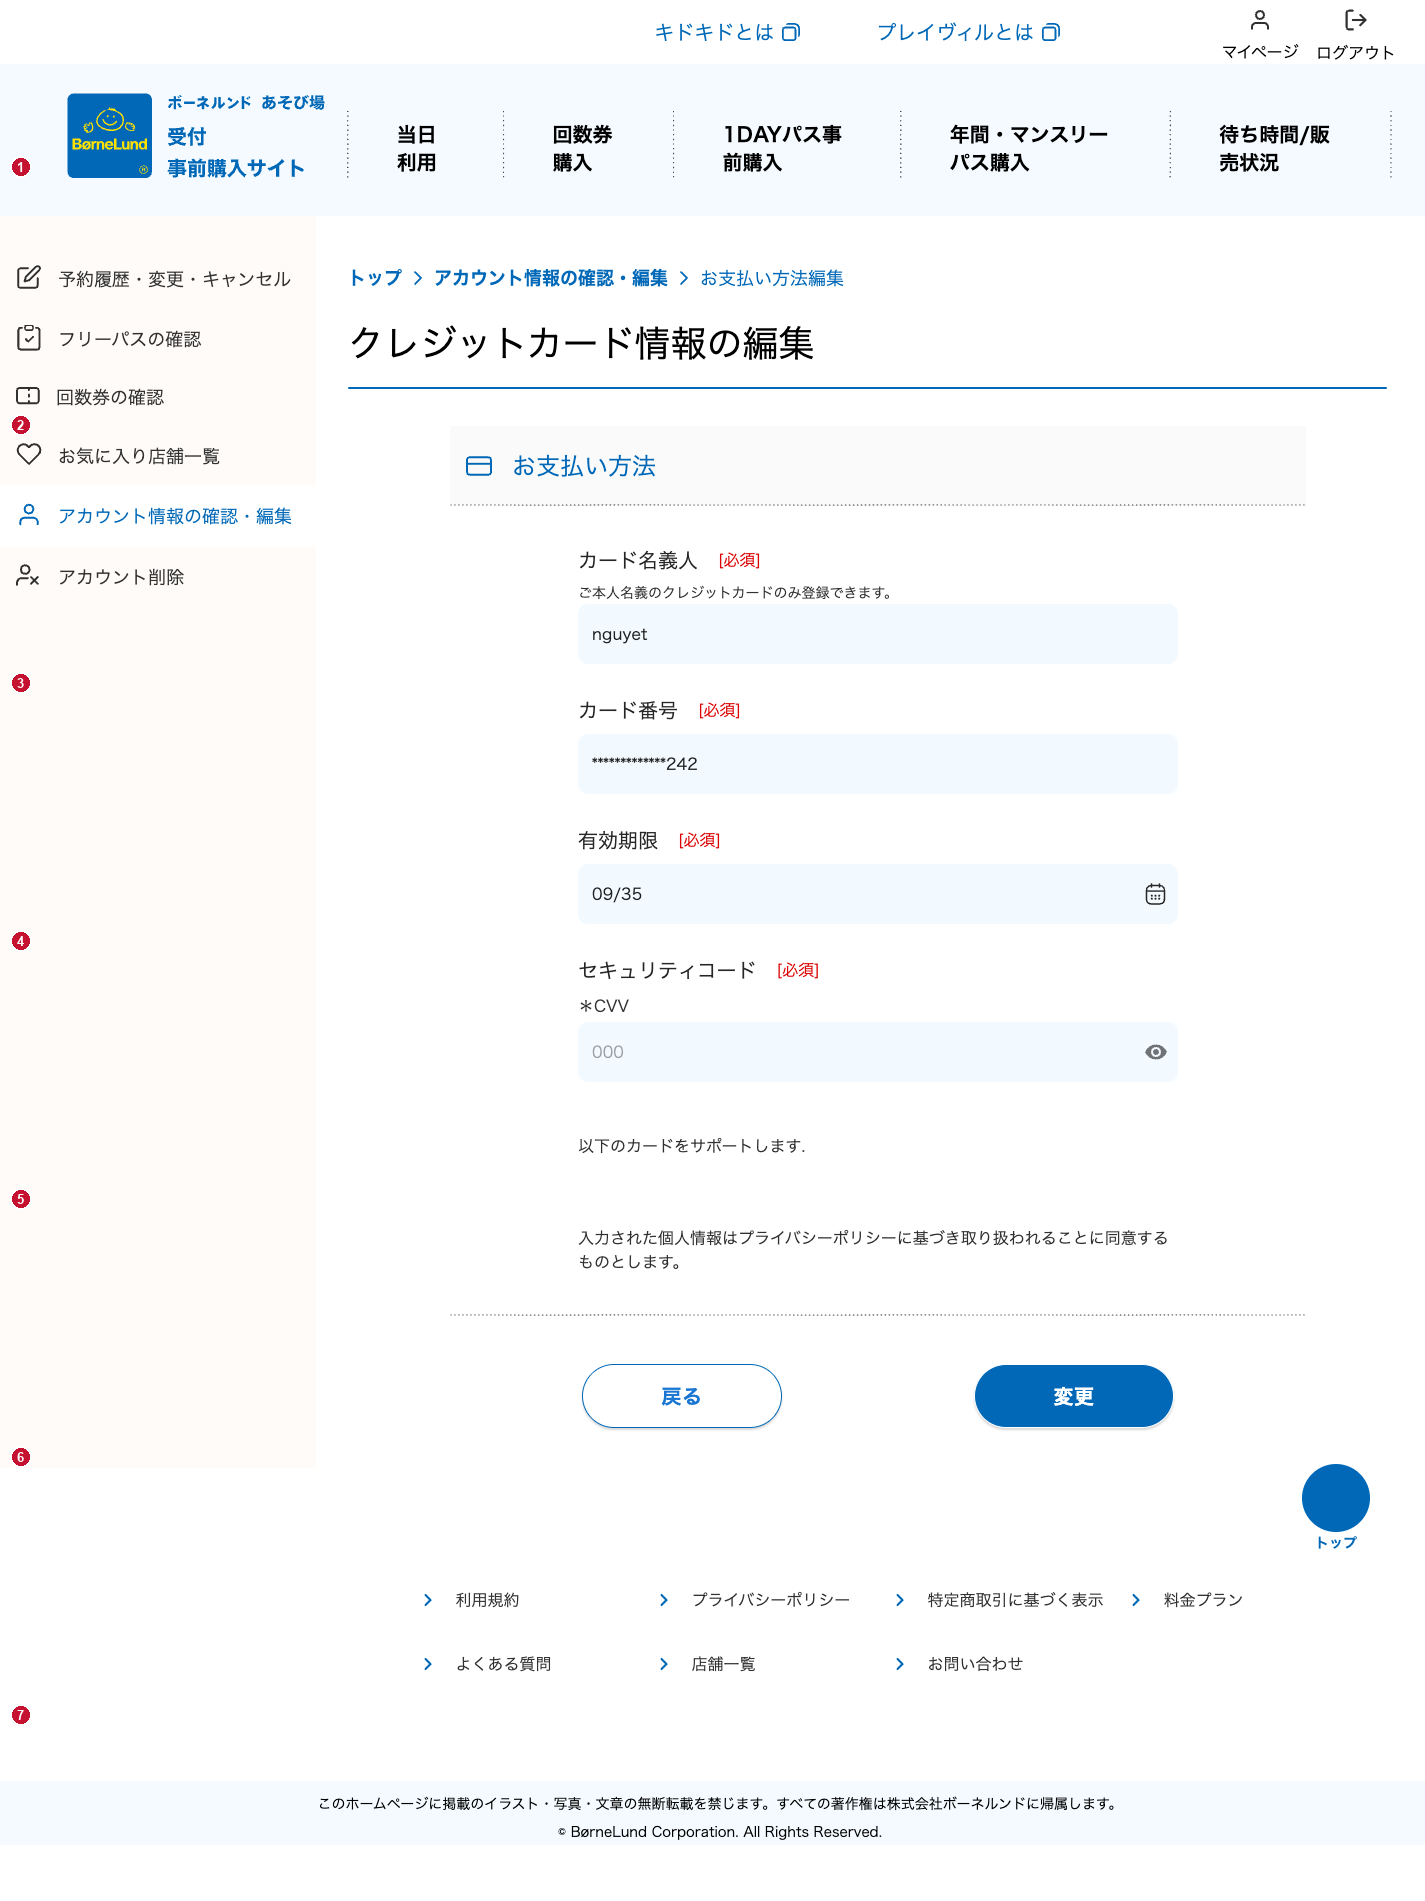 キドキドとは
プレイヴィルとは
マイページ
ログアウト
BørneLund
®
ボーネルンド あそび場
受付
事前購入サイト
当日
利用
回数券
購入
1DAYパス事
前購入
年間・マンスリー
パス購入
待ち時間/販
売状況
1
予約履歴・変更・キャンセル
フリーパスの確認
回数券の確認
2
お気に入り店舗一覧
アカウント情報の確認・編集
アカウント削除
3
4
5
6
7
トップ > アカウント情報の確認・編集 > お支払い方法編集
クレジットカード情報の編集
お支払い方法
カード名義人 [必須]
ご本人名義のクレジットカードのみ登録できます。
nguyet
カード番号 [必須]
*************242
有効期限 [必須]
09/35
セキュリティコード [必須]
＊CVV
000
以下のカードをサポートします.
入力された個人情報はプライバシーポリシーに基づき取り扱われることに同意する
ものとします。
戻る
変更
トップ
利用規約
プライバシーポリシー
特定商取引に基づく表示
料金プラン
よくある質問
店舗一覧
お問い合わせ
このホームページに掲載のイラスト・写真・文章の無断転載を禁じます。すべての著作権は株式会社ボーネルンドに帰属します。
© BørneLund Corporation. All Rights Reserved.